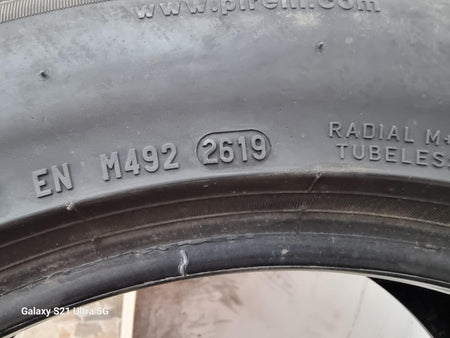 www.pirelli.com
EN M492 2619
RADIAL M+
TUBELESS
Galaxy S21 Ultra 5G